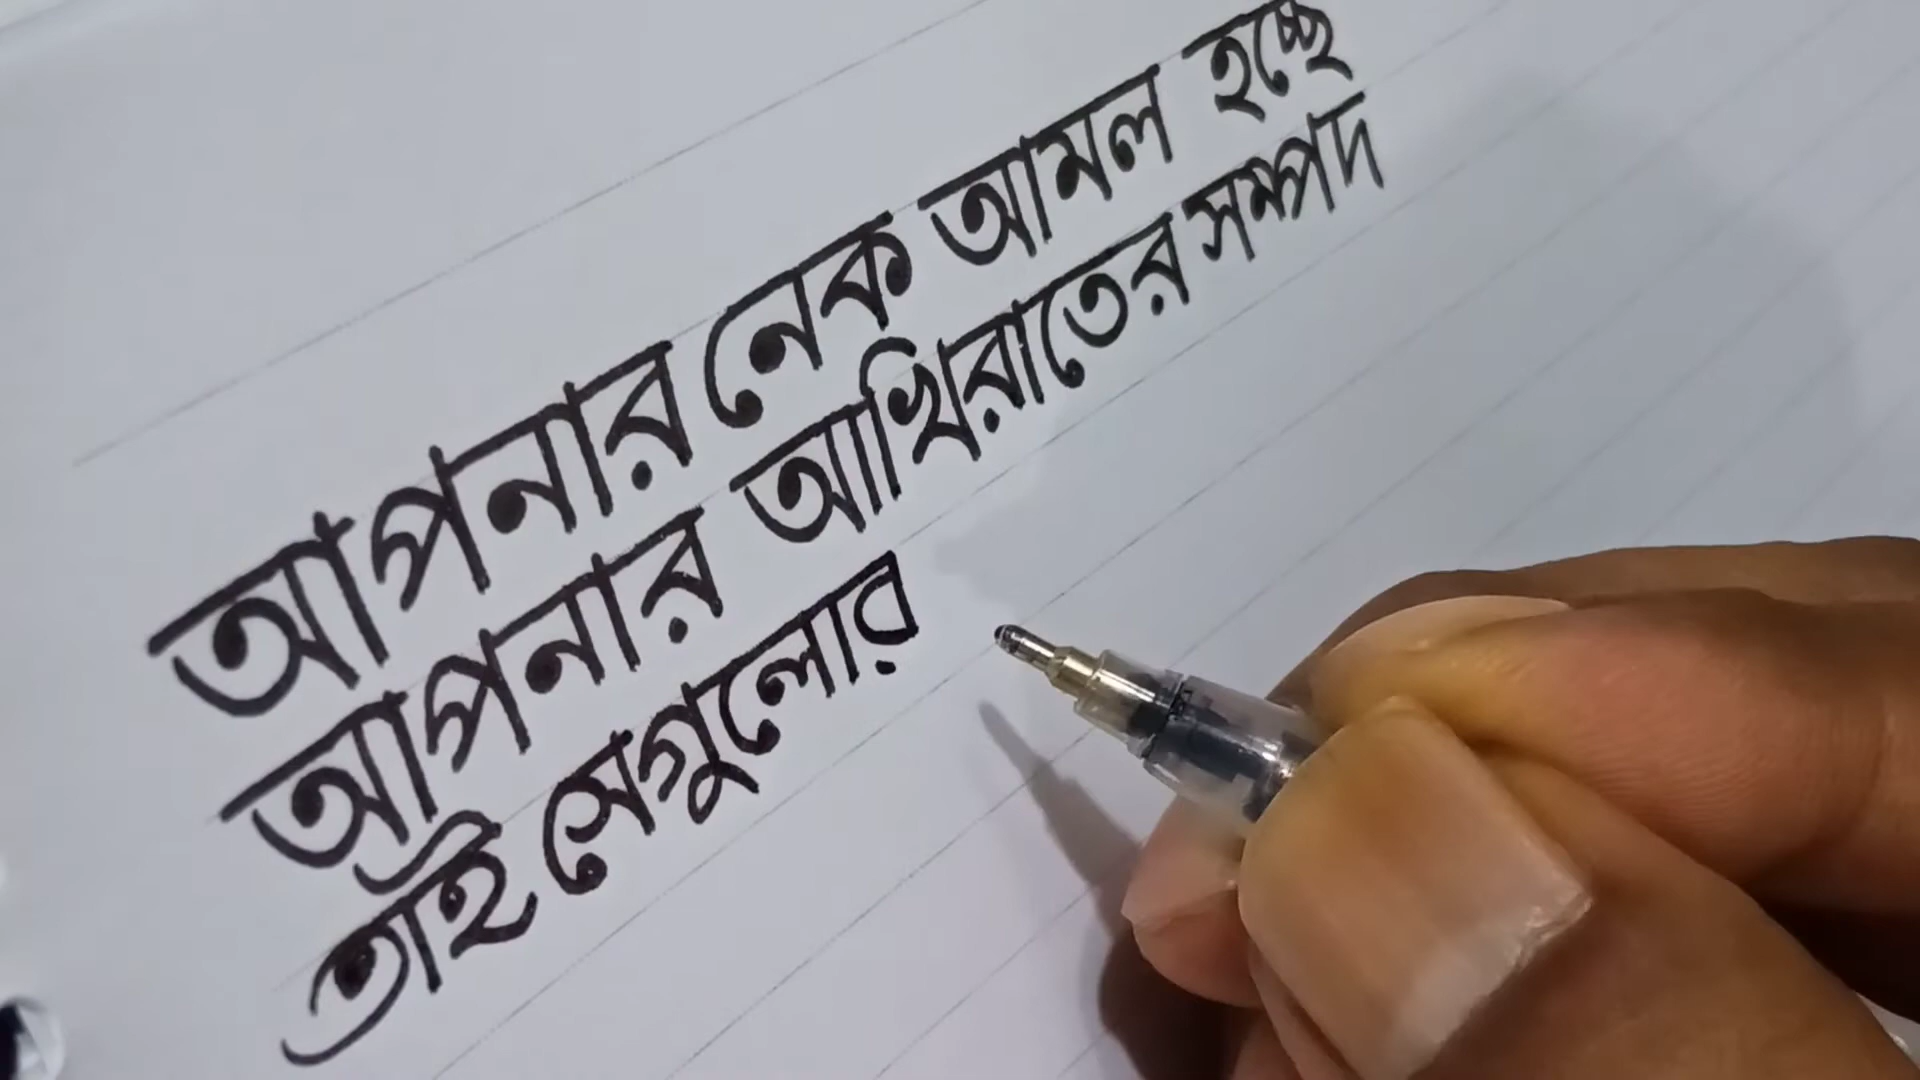 আপনার নেক আমল হচ্ছে
আপনার আখিরাতের সম্পদ
তাই সেগুলোর